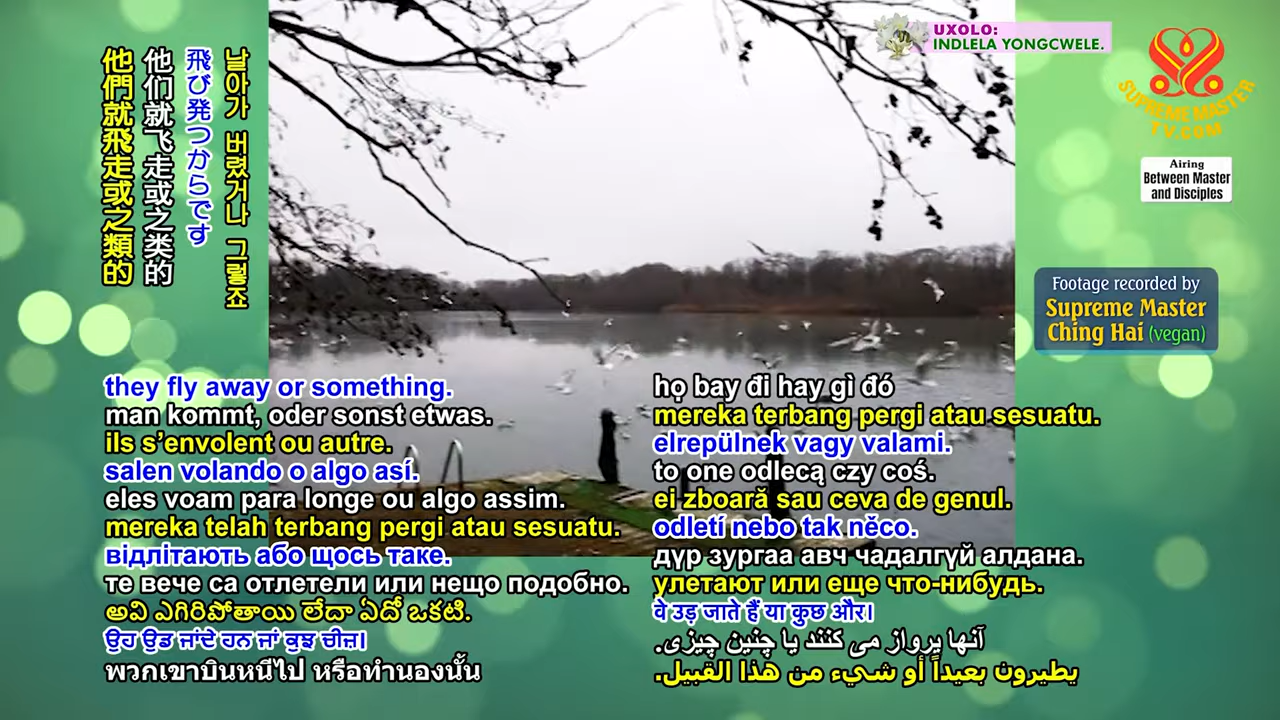 UXOLO:
INDLELA YONGCWELE.
SUPREME MASTER
TV.COM
Airing
Between Master
and Disciples
Footage recorded by
Supreme Master
Ching Hai (vegan)
날아가 버렸거나 그렇죠
飛び発つからです
他们就飞走或之类的
他們就飛走或之類的
they fly away or something.
man kommt, oder sonst etwas.
ils s’envolent ou autre.
salen volando o algo así.
eles voam para longe ou algo assim.
mereka telah terbang pergi atau sesuatu.
відлітають або щось таке.
те вече са отлетели или нещо подобно.
అవి ఎగిరిపోతాయి లేదా ఏదో ఒకటి.
ਉਹ ਉਡ ਜਾਂਦੇ ਹਨ ਜਾਂ ਕੁਝ ਚੀਜ਼।
พวกเขาบินหนีไป หรือทำนองนั้น
họ bay đi hay gì đó
mereka terbang pergi atau sesuatu.
elrepülnek vagy valami.
to one odlecą czy coś.
ei zboară sau ceva de genul.
odletí nebo tak něco.
дүр зургаа авч чадалгүй алдана.
улетают или еще что-нибудь.
वे उड़ जाते हैं या कुछ और।
آنها پرواز می کنند یا چنین چیزی.
يطيرون بعيداً أو شيء من هذا القبيل.